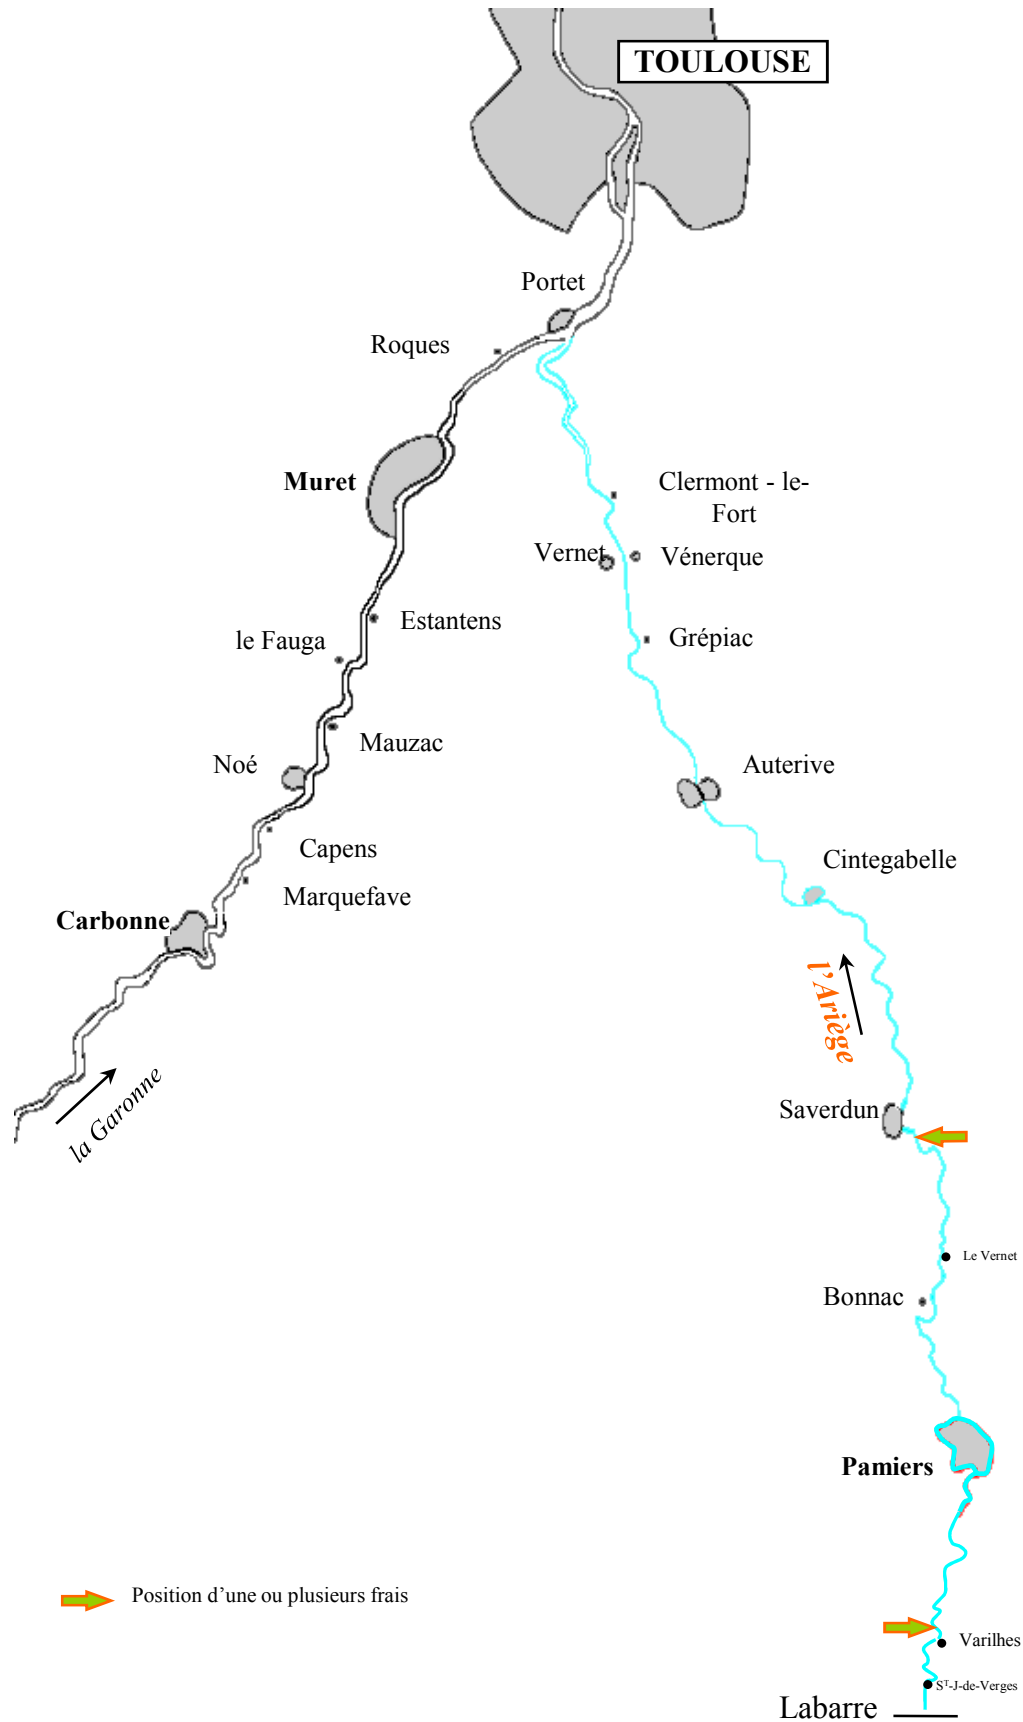 TOULOUSE
Portet
Roques
Muret
Clermont - le-
Fort
Vernet
Vénerque
Estantens
le Fauga
Grépiac
Mauzac
Noé
Auterive
Capens
Cintegabelle
Marquefave
Carbonne
l'Ariège
la Garonne
Saverdun
Le Vernet
Bonnac
Pamiers
Position d'une ou plusieurs frais
Varilhes
Sᵀ-J-de-Verges
Labarre